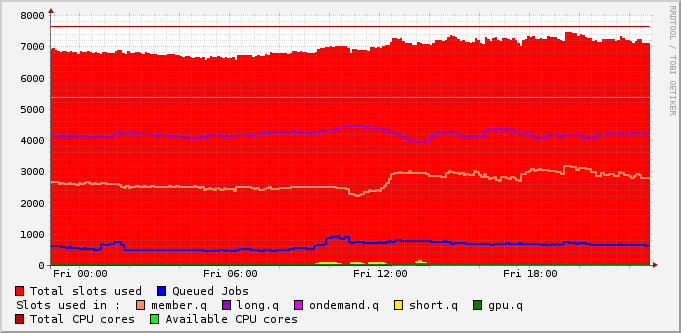 8000
7000
6000
5000
4000
3000
2000
1000
0
Fri 00:00 Fri 06:00 Fri 12:00 Fri 18:00
RRDTOOL / TOBI OETIKER
Total slots used Queued Jobs
Slots used in : member.q long.q ondemand.q short.q gpu.q
Total CPU cores Available CPU cores